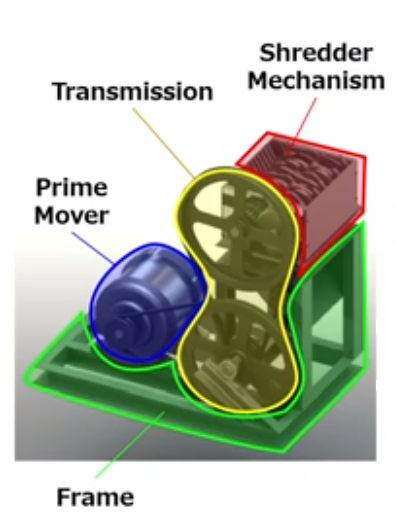 Shredder
Mechanism
Transmission
Prime
Mover
Frame